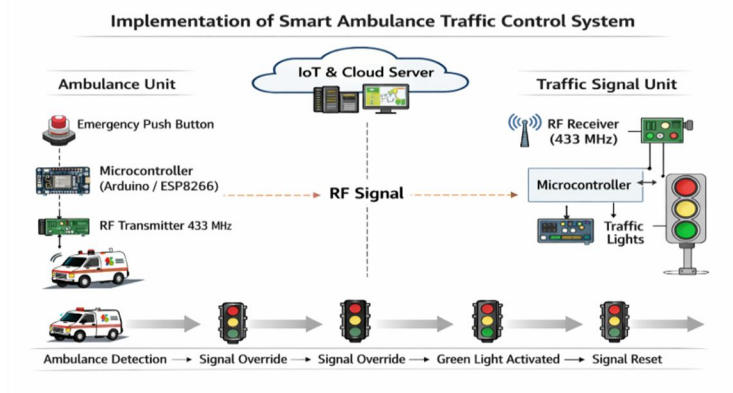 Implementation of Smart Ambulance Traffic Control System
IoT & Cloud Server
Ambulance Unit
Traffic Signal Unit
Emergency Push Button
RF Receiver
(433 MHz)
Microcontroller
(Arduino / ESP8266)
RF Signal
Microcontroller
RF Transmitter 433 MHz
Traffic
Lights
Ambulance Detection → Signal Override → Signal Override → Green Light Activated → Signal Reset